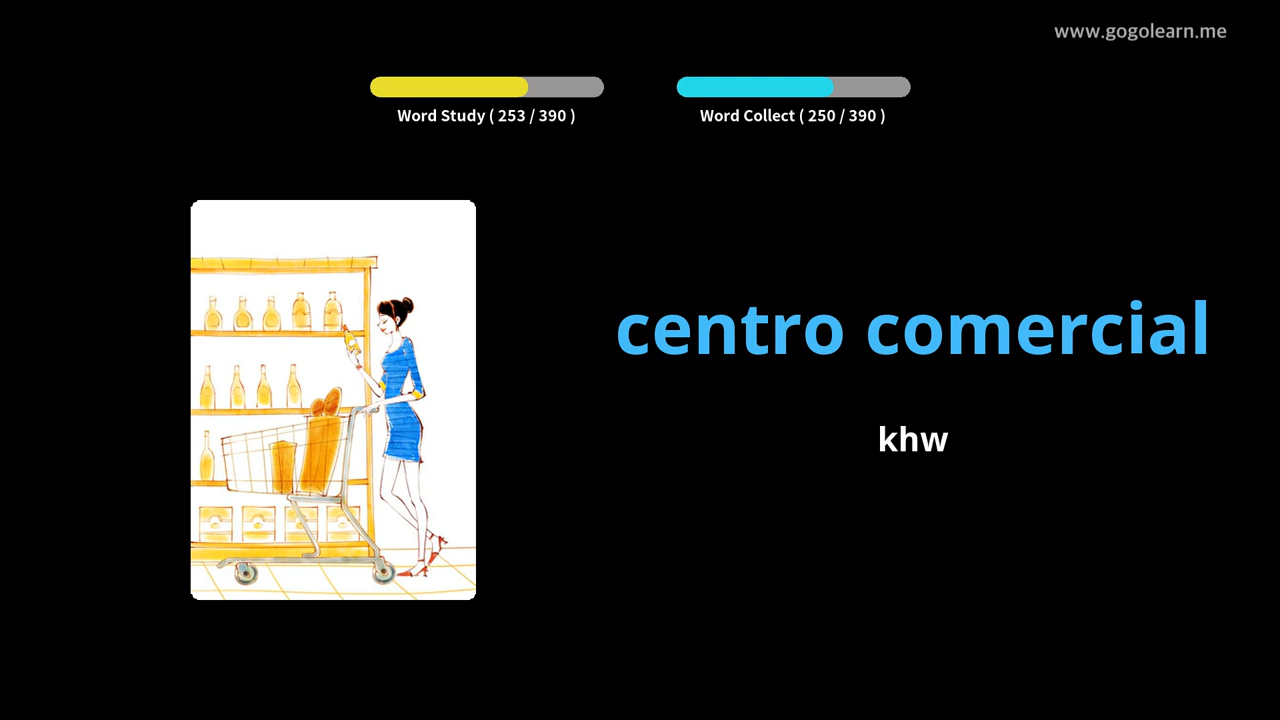 www.gogolearn.me
Word Study ( 253 / 390 )
Word Collect ( 250 / 390 )
centro comercial
khw